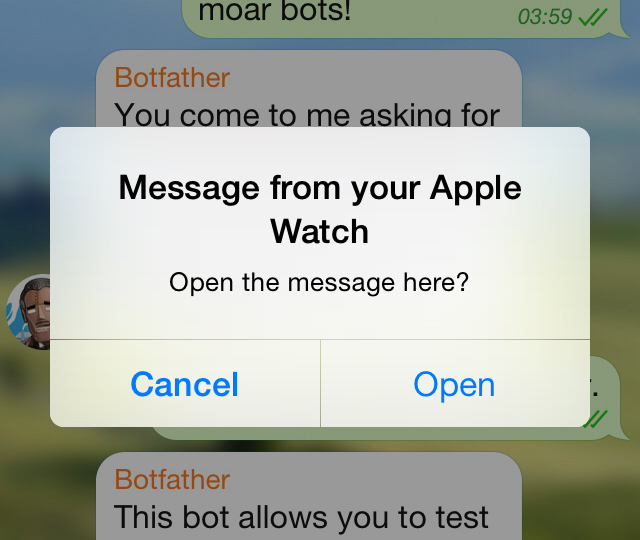 moar bots!
03:59
Botfather
You come to me asking for
Message from your Apple
Watch
Open the message here?
Cancel
Open
.
Botfather
This bot allows you to test